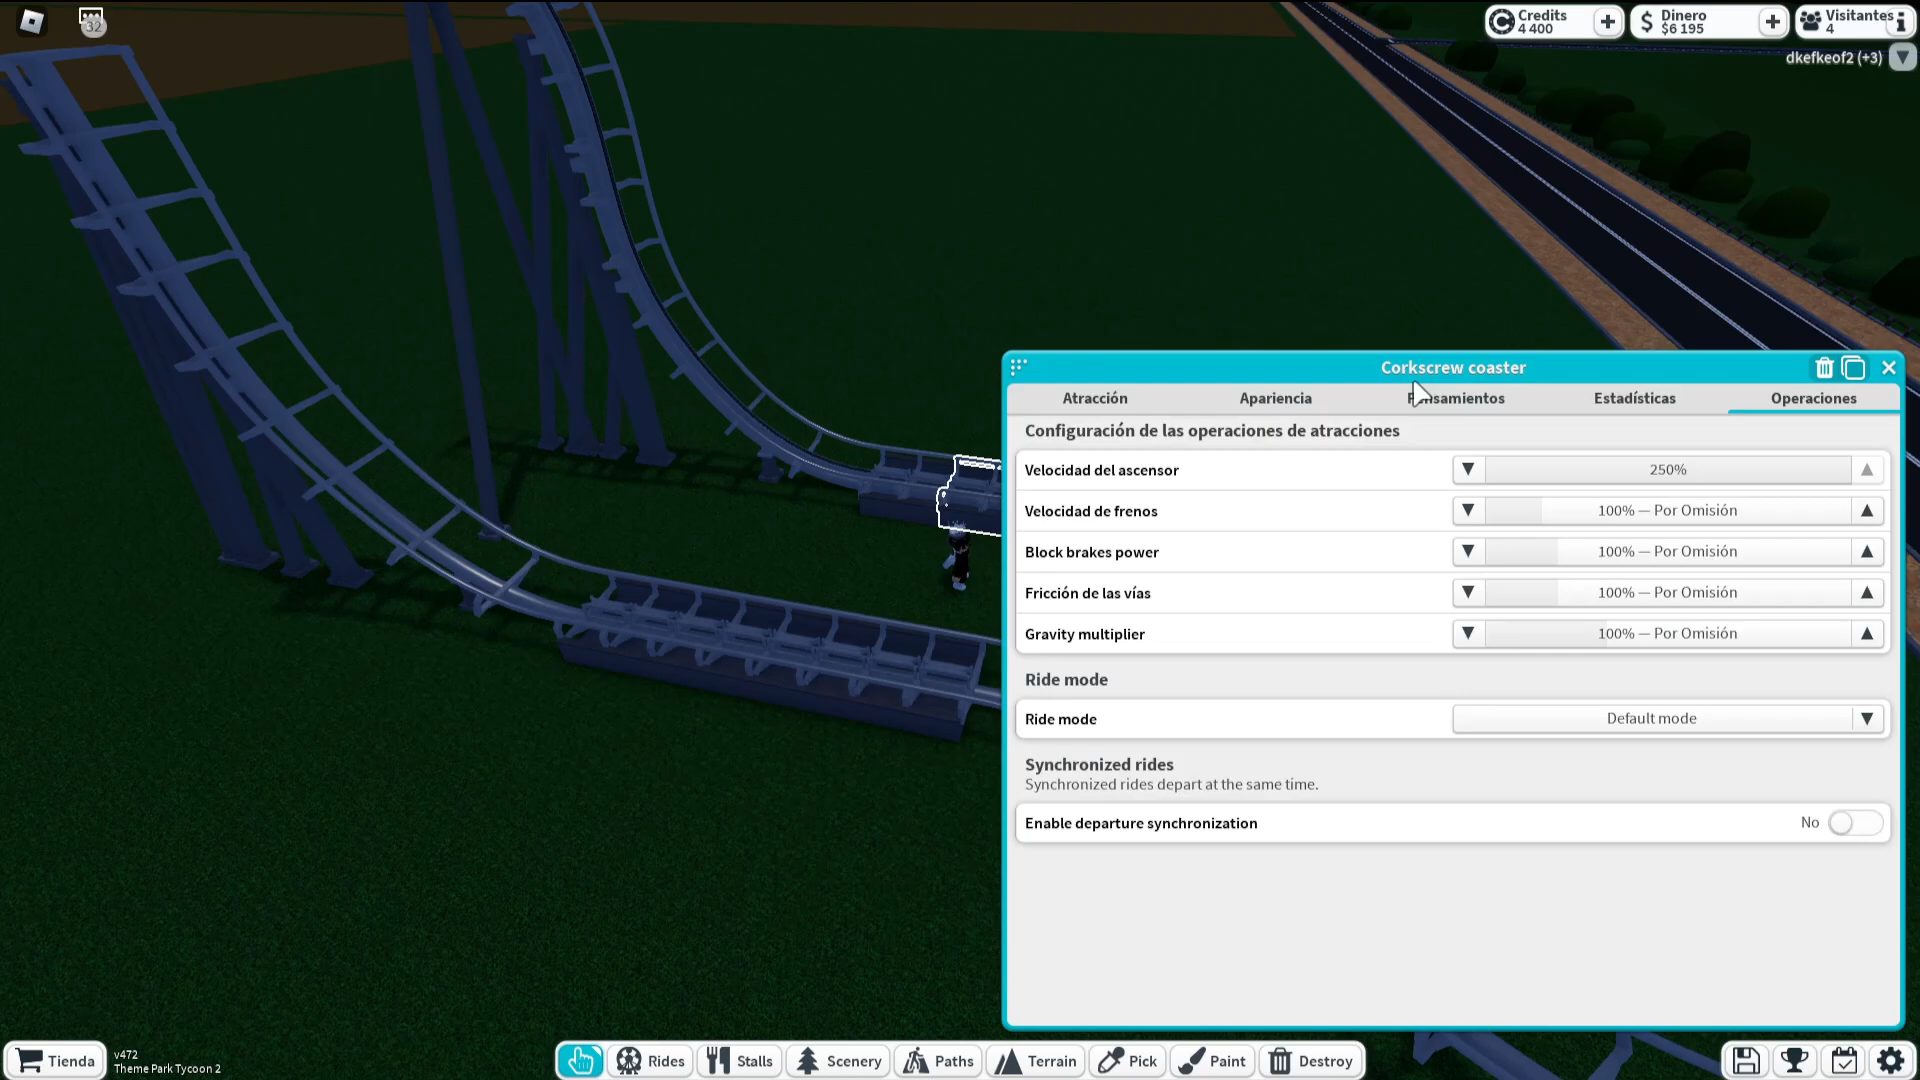 32
Credits
4 400
Dinero
$6 195
Visitantes
4
dkefkeof2 (+3)
Corkscrew coaster
Atracción
Apariencia
Pensamientos
Estadísticas
Operaciones
Configuración de las operaciones de atracciones
Velocidad del ascensor
250%
Velocidad de frenos
100% — Por Omisión
Block brakes power
100% — Por Omisión
Fricción de las vías
100% — Por Omisión
Gravity multiplier
100% — Por Omisión
Ride mode
Ride mode
Default mode
Synchronized rides
Synchronized rides depart at the same time.
Enable departure synchronization
No
Tienda
v472
Theme Park Tycoon 2
Rides
Stalls
Scenery
Paths
Terrain
Pick
Paint
Destroy